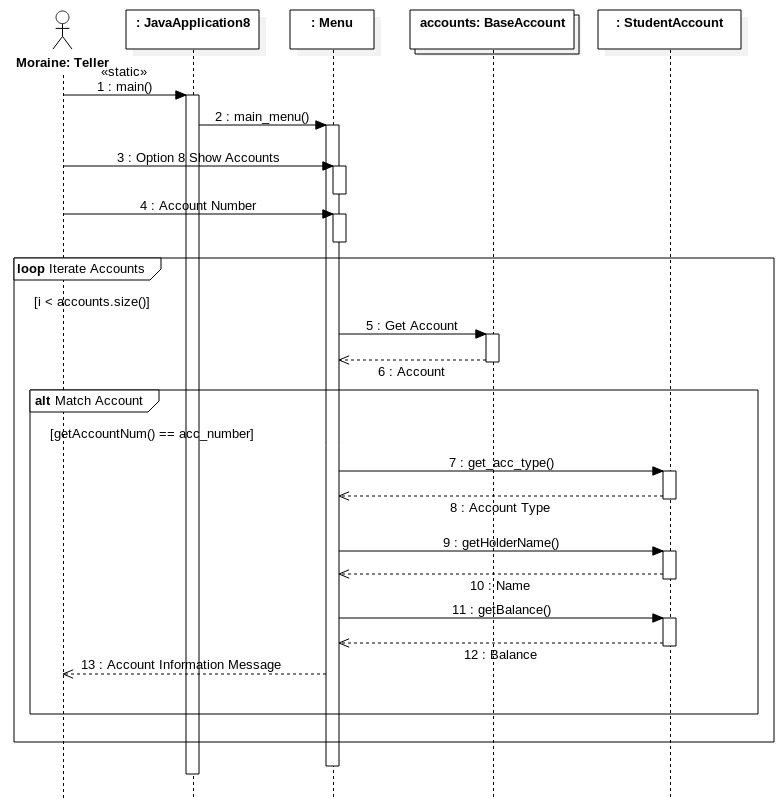 : JavaApplication8
: Menu
accounts: BaseAccount
: StudentAccount
Moraine: Teller
«static»
1 : main()
2 : main_menu()
3 : Option 8 Show Accounts
4 : Account Number
loop Iterate Accounts
[i < accounts.size()]
5 : Get Account
6 : Account
alt Match Account
[getAccountNum() == acc_number]
7 : get_acc_type()
8 : Account Type
9 : getHolderName()
10 : Name
11 : getBalance()
12 : Balance
13 : Account Information Message